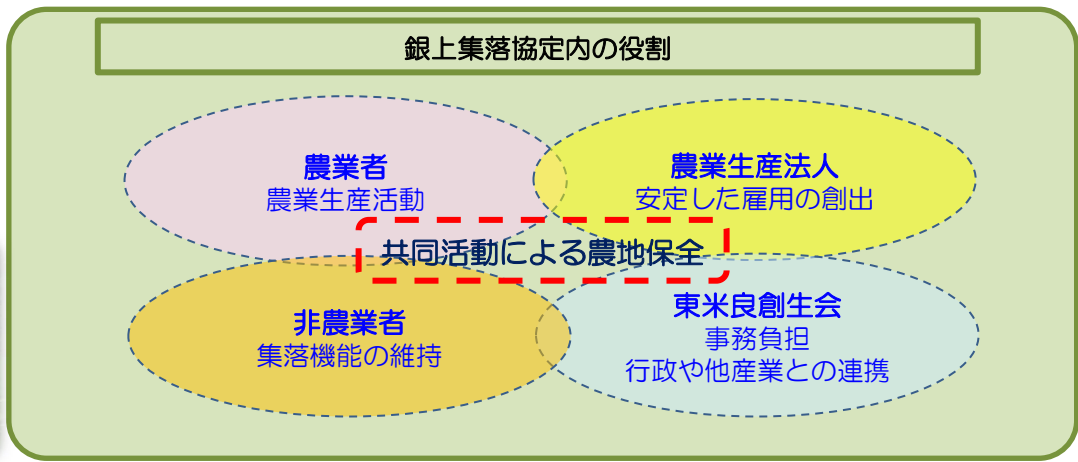 銀上集落協定内の役割
農業者
農業生産活動
農業生産法人
安定した雇用の創出
共同活動による農地保全
非農業者
集落機能の維持
東米良創生会
事務負担
行政や他産業との連携